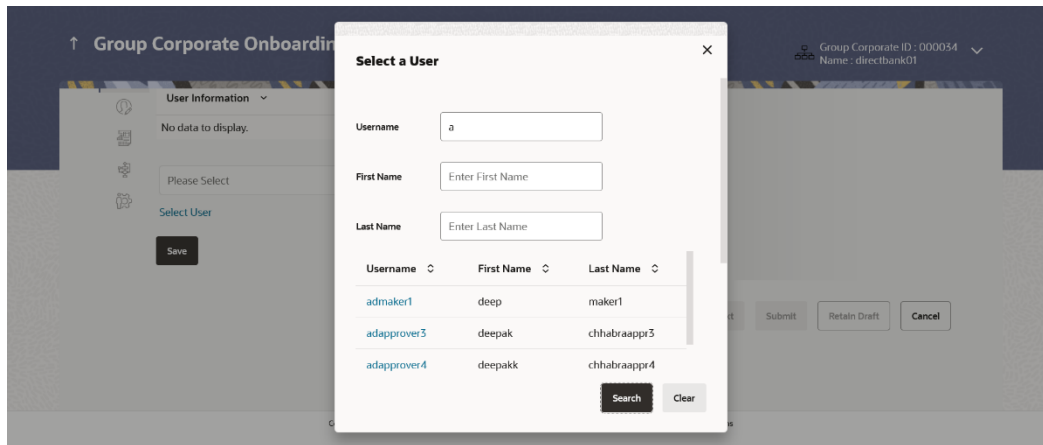 Group Corporate Onboardin
Group Corporate ID : 000034
Name : directbank01
User Information
No data to display.
Please Select
Select User
Save
Submit
Retain Draft
Cancel
Select a User
Username
a
First Name
Enter First Name
Last Name
Enter Last Name
Username First Name Last Name
admaker1 deep maker1
adapprover3 deepak chhabraappr3
adapprover4 deepakk chhabraappr4
Search Clear